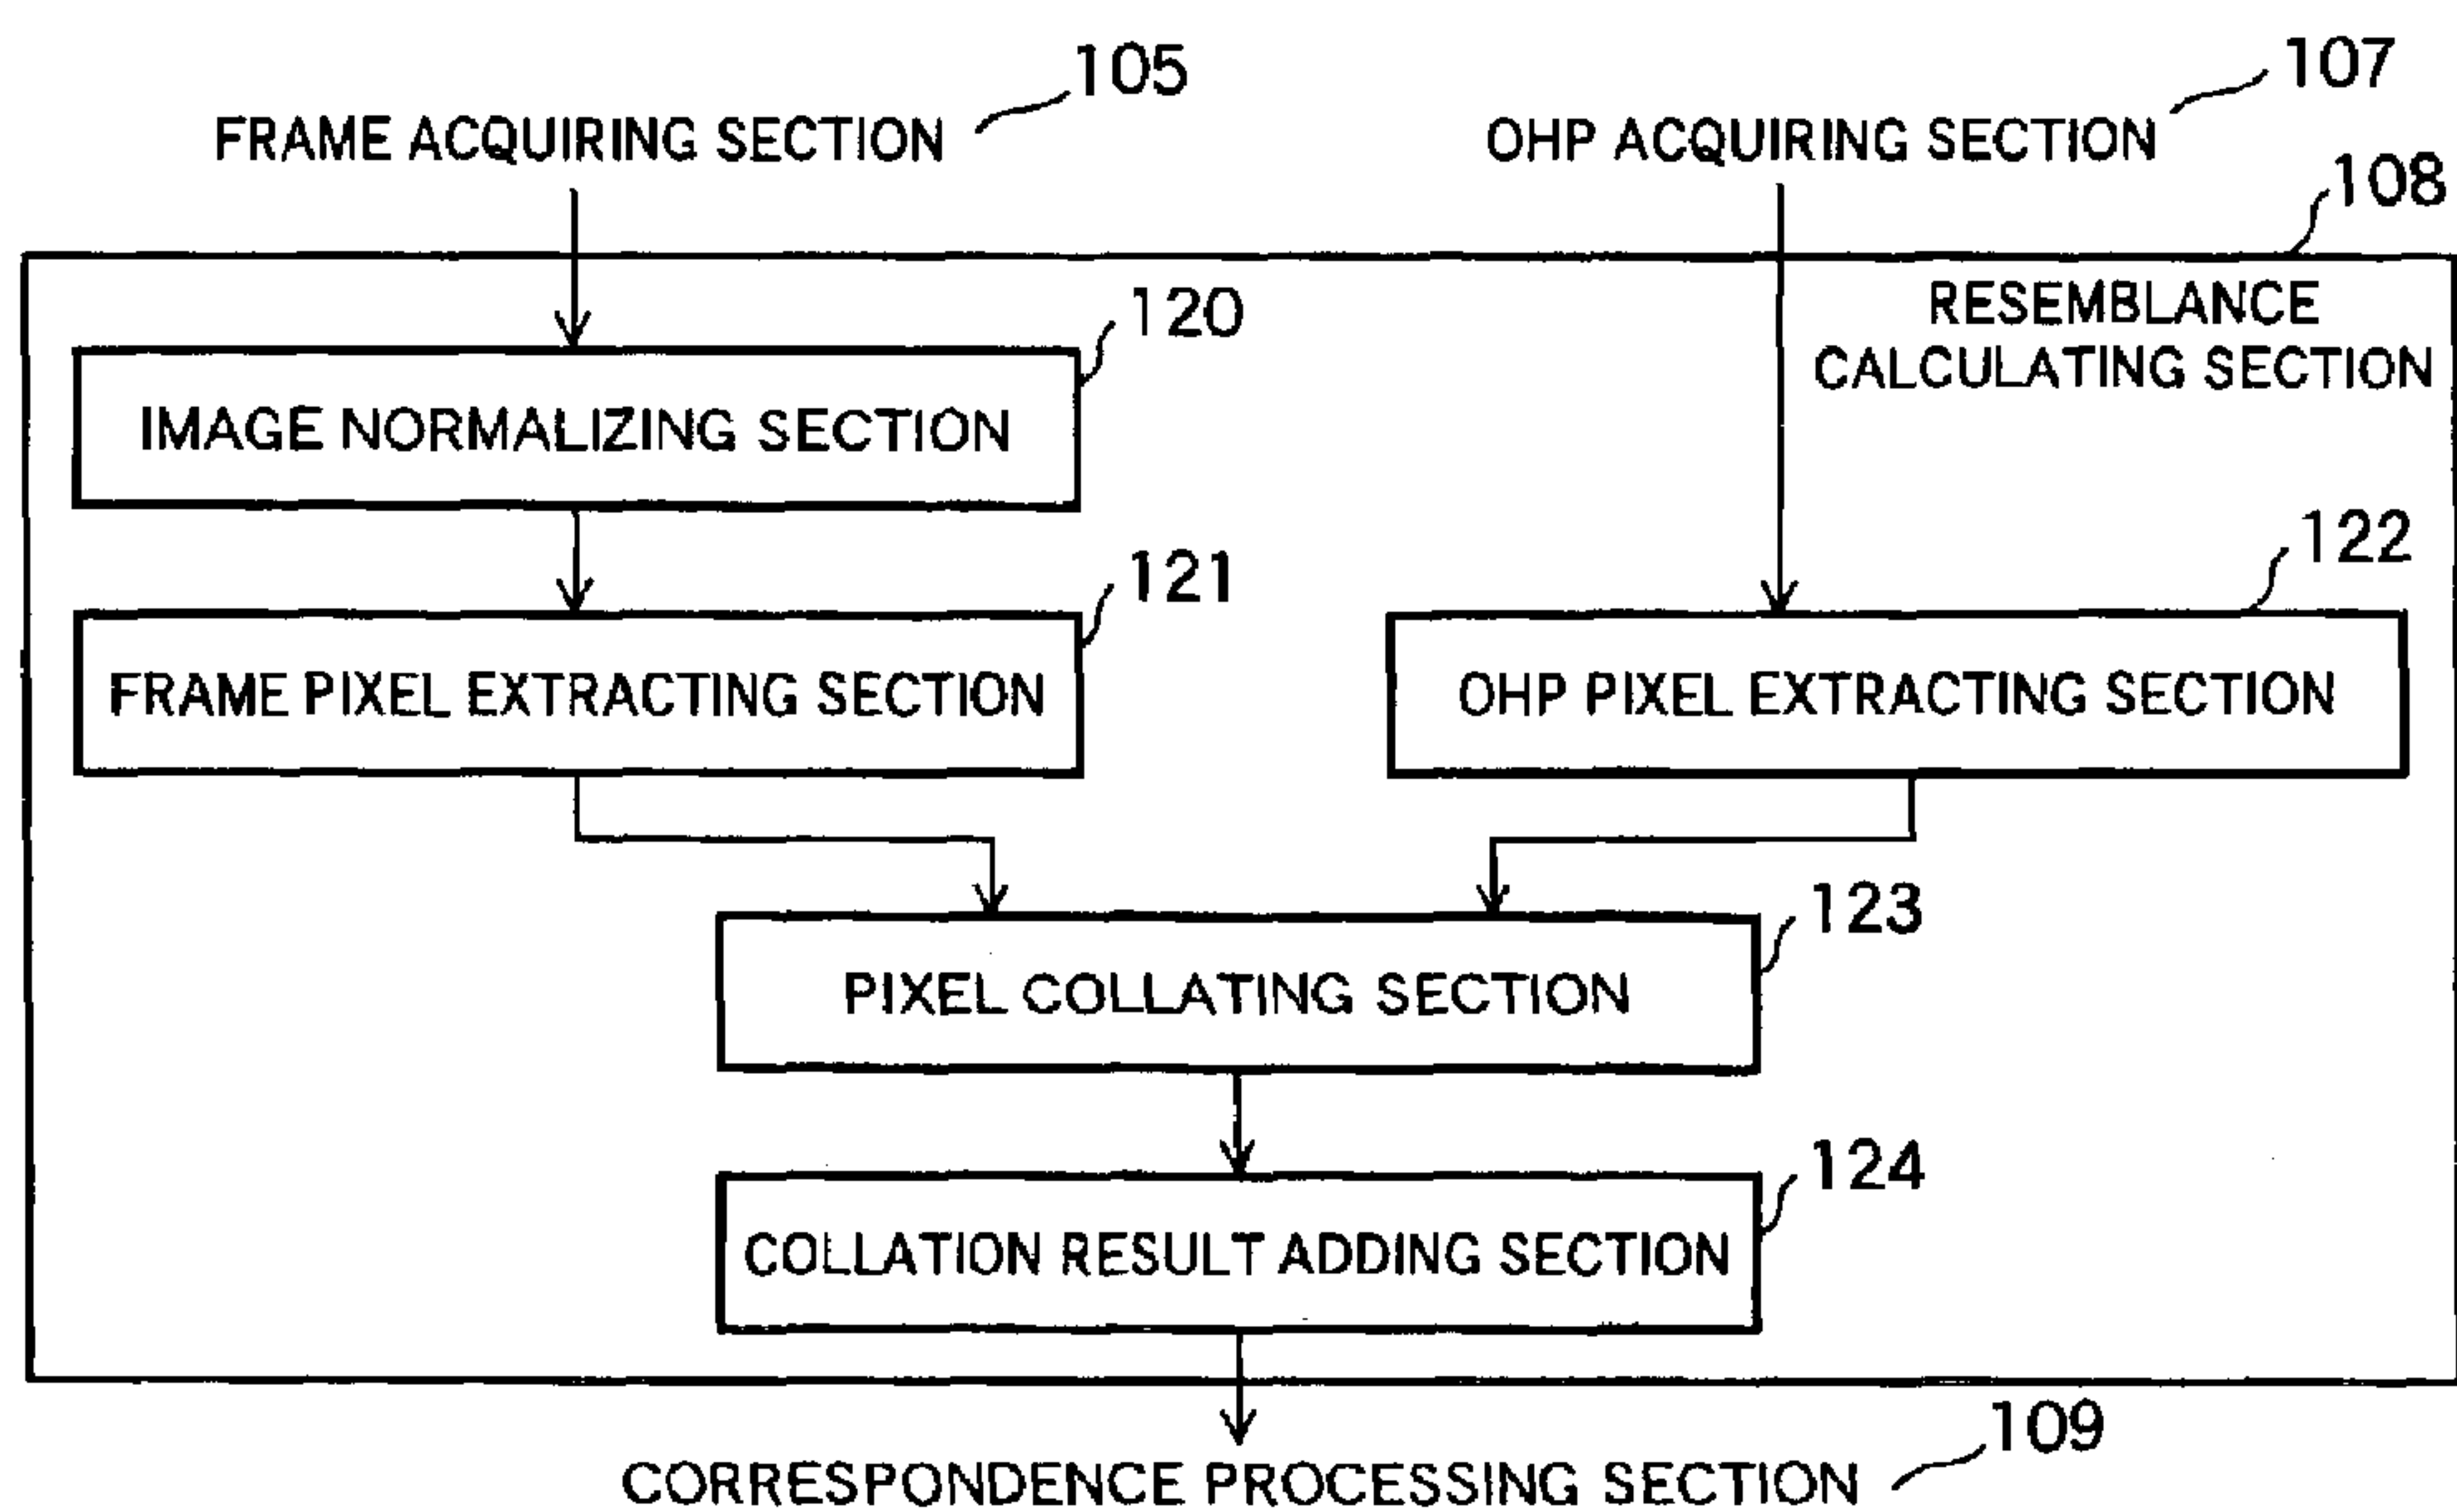 105
107
FRAME ACQUIRING SECTION
OHP ACQUIRING SECTION
108
RESEMBLANCE
CALCULATING SECTION
120
IMAGE NORMALIZING SECTION
121
122
FRAME PIXEL EXTRACTING SECTION
OHP PIXEL EXTRACTING SECTION
123
PIXEL COLLATING SECTION
124
COLLATION RESULT ADDING SECTION
109
CORRESPONDENCE PROCESSING SECTION